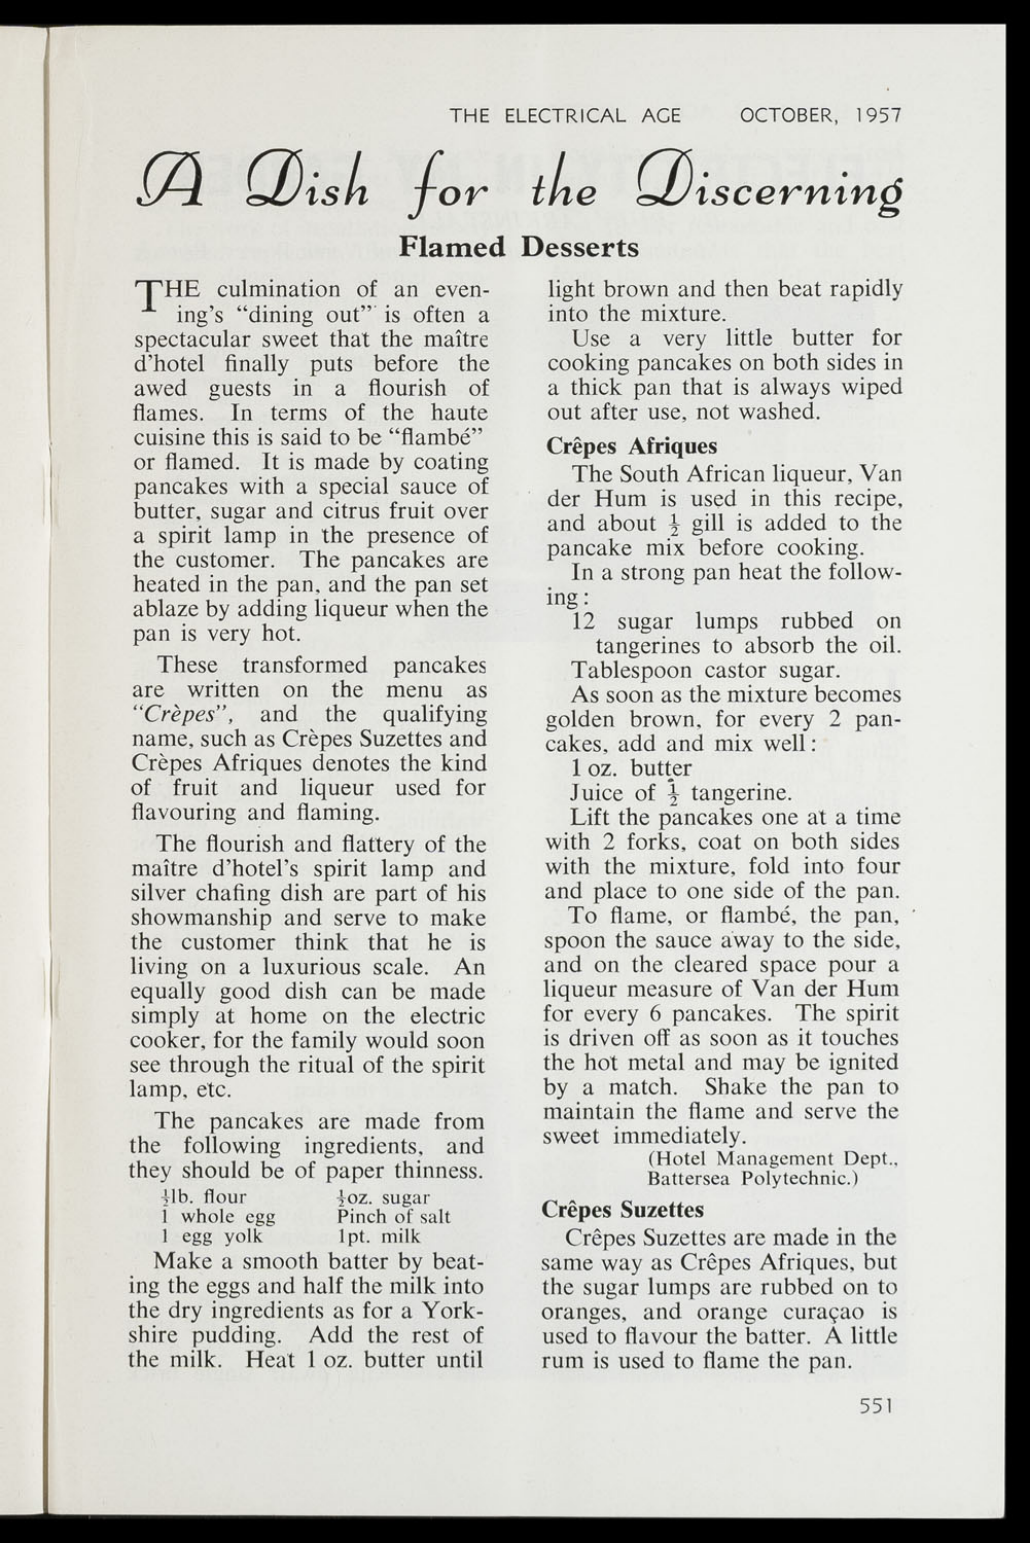 THE ELECTRICAL AGE OCTOBER, 1957
A Dish for the Discerning
Flamed Desserts
THE culmination of an even-
ing's “dining out” is often a
spectacular sweet that the maître
d'hotel finally puts before the
awed guests in a flourish of
flames. In terms of the haute
cuisine this is said to be “flambé”
or flamed. It is made by coating
pancakes with a special sauce of
butter, sugar and citrus fruit over
a spirit lamp in the presence of
the customer. The pancakes are
heated in the pan, and the pan set
ablaze by adding liqueur when the
pan is very hot.
These transformed pancakes
are written on the menu as
“Crèpes”, and the qualifying
name, such as Crèpes Suzettes and
Crèpes Afriques denotes the kind
of fruit and liqueur used for
flavouring and flaming.
The flourish and flattery of the
maître d'hotel's spirit lamp and
silver chafing dish are part of his
showmanship and serve to make
the customer think that he is
living on a luxurious scale. An
equally good dish can be made
simply at home on the electric
cooker, for the family would soon
see through the ritual of the spirit
lamp, etc.
The pancakes are made from
the following ingredients, and
they should be of paper thinness.
lb. flour oz. sugar
1 whole egg Pinch of salt
1 egg yolk 1pt. milk
Make a smooth batter by beat-
ing the eggs and half the milk into
the dry ingredients as for a York-
shire pudding. Add the rest of
the milk. Heat 1 oz. butter until
light brown and then beat rapidly
into the mixture.
Use a very little butter for
cooking pancakes on both sides in
a thick pan that is always wiped
out after use, not washed.
Crêpes Afriques
The South African liqueur, Van
der Hum is used in this recipe,
and about ½ gill is added to the
pancake mix before cooking.
In a strong pan heat the follow-
ing:
12 sugar lumps rubbed on
tangerines to absorb the oil.
Tablespoon castor sugar.
As soon as the mixture becomes
golden brown, for every 2 pan-
cakes, add and mix well:
1 oz. butter
Juice of ½ tangerine.
Lift the pancakes one at a time
with 2 forks, coat on both sides
with the mixture, fold into four
and place to one side of the pan.
To flame, or flambé, the pan,
spoon the sauce away to the side,
and on the cleared space pour a
liqueur measure of Van der Hum
for every 6 pancakes. The spirit
is driven off as soon as it touches
the hot metal and may be ignited
by a match. Shake the pan to
maintain the flame and serve the
sweet immediately.
(Hotel Management Dept.,
Battersea Polytechnic.)
Crêpes Suzettes
Crêpes Suzettes are made in the
same way as Crêpes Afriques, but
the sugar lumps are rubbed on to
oranges, and orange curaçao is
used to flavour the batter. A little
rum is used to flame the pan.
551